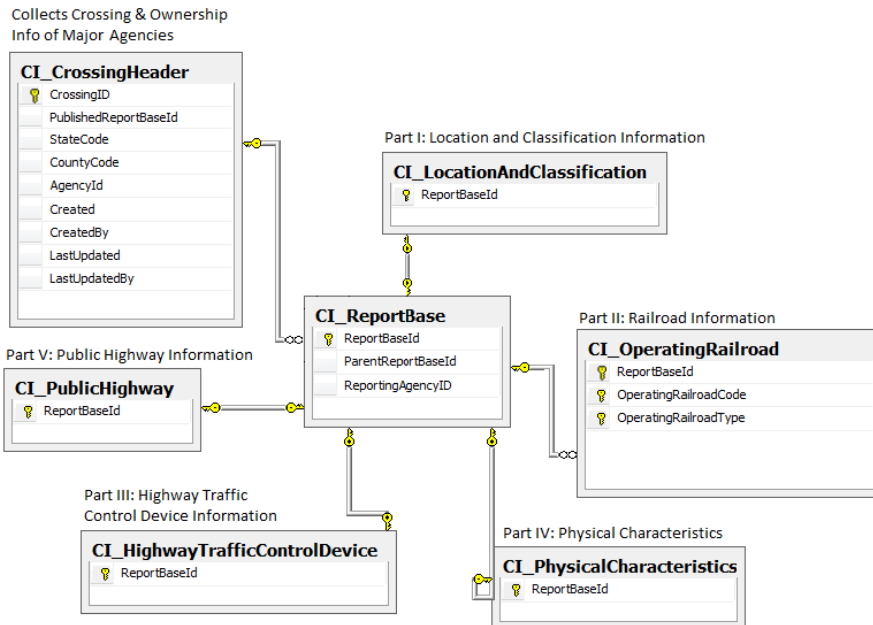 Collects Crossing & Ownership
Info of Major Agencies
CI_CrossingHeader
CrossingID
PublishedReportBaseId
StateCode
CountyCode
AgencyId
Created
CreatedBy
LastUpdated
LastUpdatedBy
Part I: Location and Classification Information
CI_LocationAndClassification
ReportBaseId
CI_ReportBase
ReportBaseId
ParentReportBaseId
ReportingAgencyID
Part II: Railroad Information
CI_OperatingRailroad
ReportBaseId
OperatingRailroadCode
OperatingRailroadType
Part V: Public Highway Information
CI_PublicHighway
ReportBaseId
Part III: Highway Traffic
Control Device Information
CI_HighwayTrafficControlDevice
ReportBaseId
Part IV: Physical Characteristics
CI_PhysicalCharacteristics
ReportBaseId